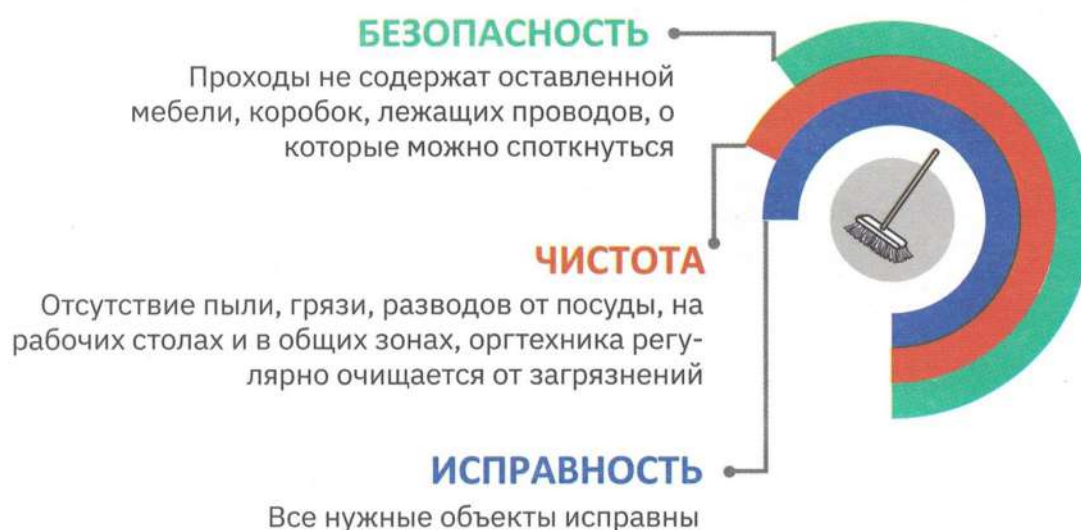 БЕЗОПАСНОСТЬ
Проходы не содержат оставленной
мебели, коробок, лежащих проводов, о
которые можно споткнуться
ЧИСТОТА
Отсутствие пыли, грязи, разводов от посуды, на
рабочих столах и в общих зонах, оргтехника регу-
лярно очищается от загрязнений
ИСПРАВНОСТЬ
Все нужные объекты исправны